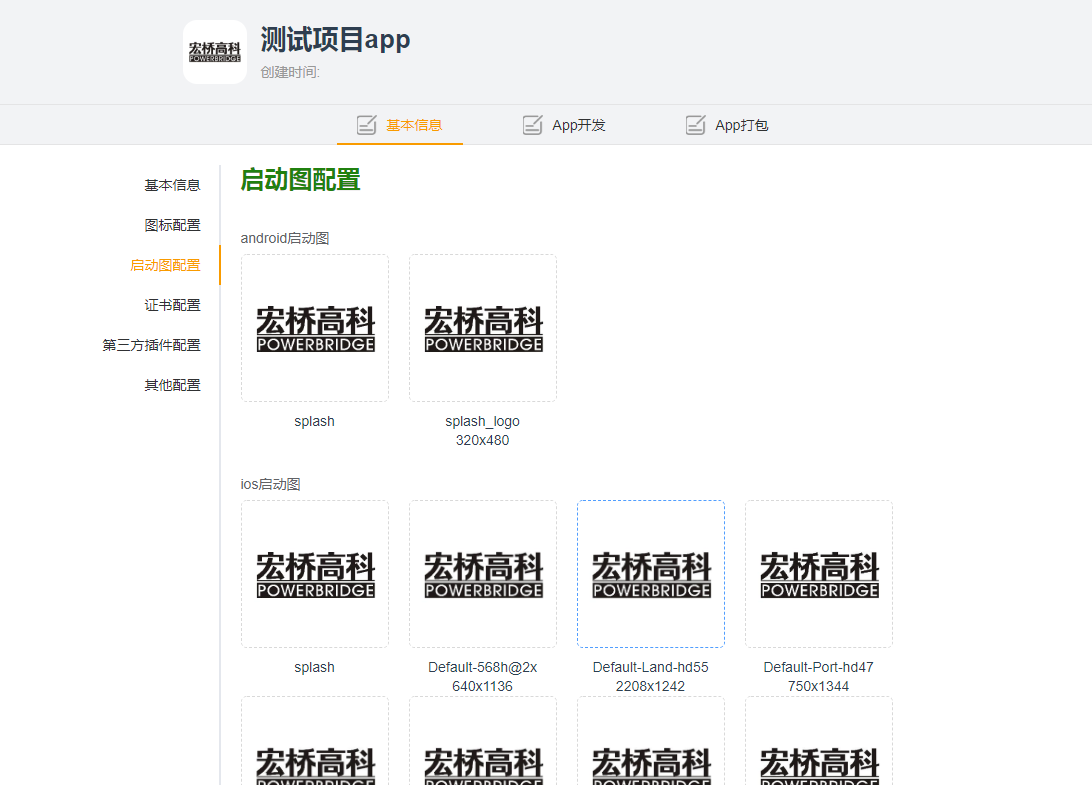 宏桥高科
POWERBRIDGE
测试项目app
创建时间:
基本信息
App开发
App打包
基本信息
图标配置
启动图配置
证书配置
第三方插件配置
其他配置
启动图配置
android启动图
宏桥高科
POWERBRIDGE
宏桥高科
POWERBRIDGE
splash
splash_logo
320x480
ios启动图
宏桥高科
POWERBRIDGE
宏桥高科
POWERBRIDGE
宏桥高科
POWERBRIDGE
宏桥高科
POWERBRIDGE
splash
Default-568h@2x
640x1136
Default-Land-hd55
2208x1242
Default-Port-hd47
750x1344
宏桥高科
POWERBRIDGE
宏桥高科
POWERBRIDGE
宏桥高科
POWERBRIDGE
宏桥高科
POWERBRIDGE